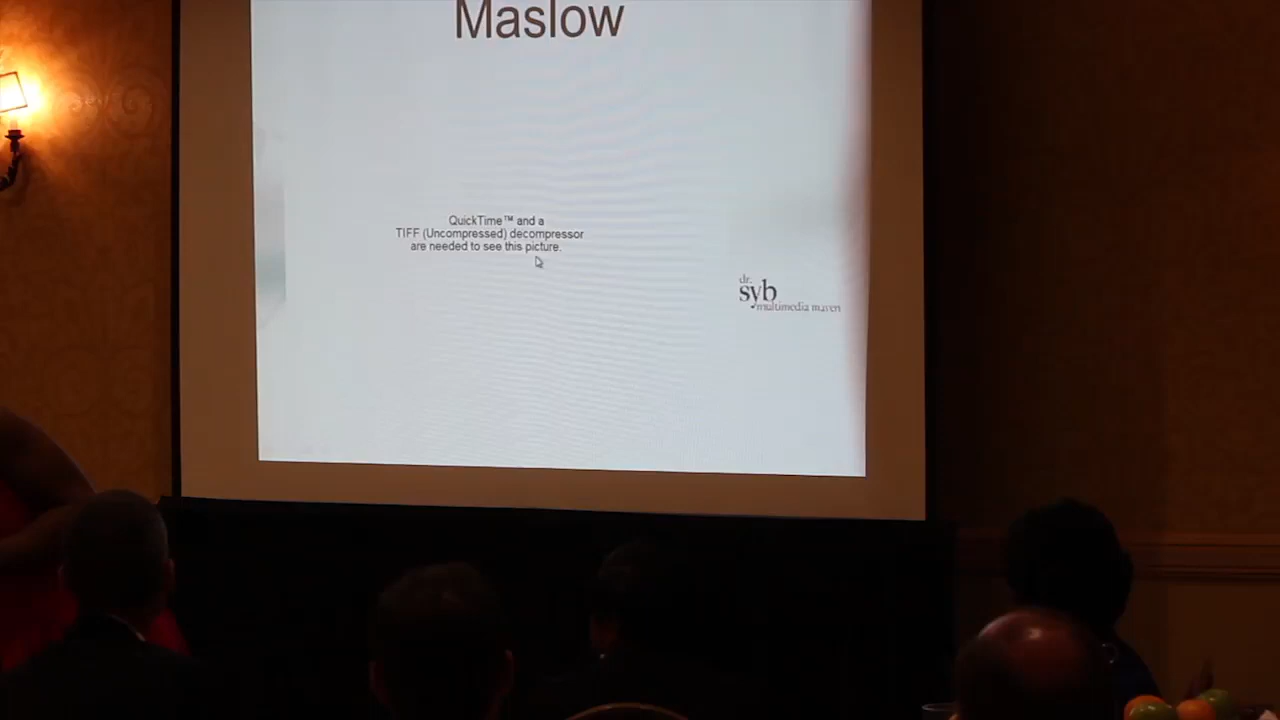 Maslow
QuickTime™ and a
TIFF (Uncompressed) decompressor
are needed to see this picture.
dr.
syb
multimedia maven